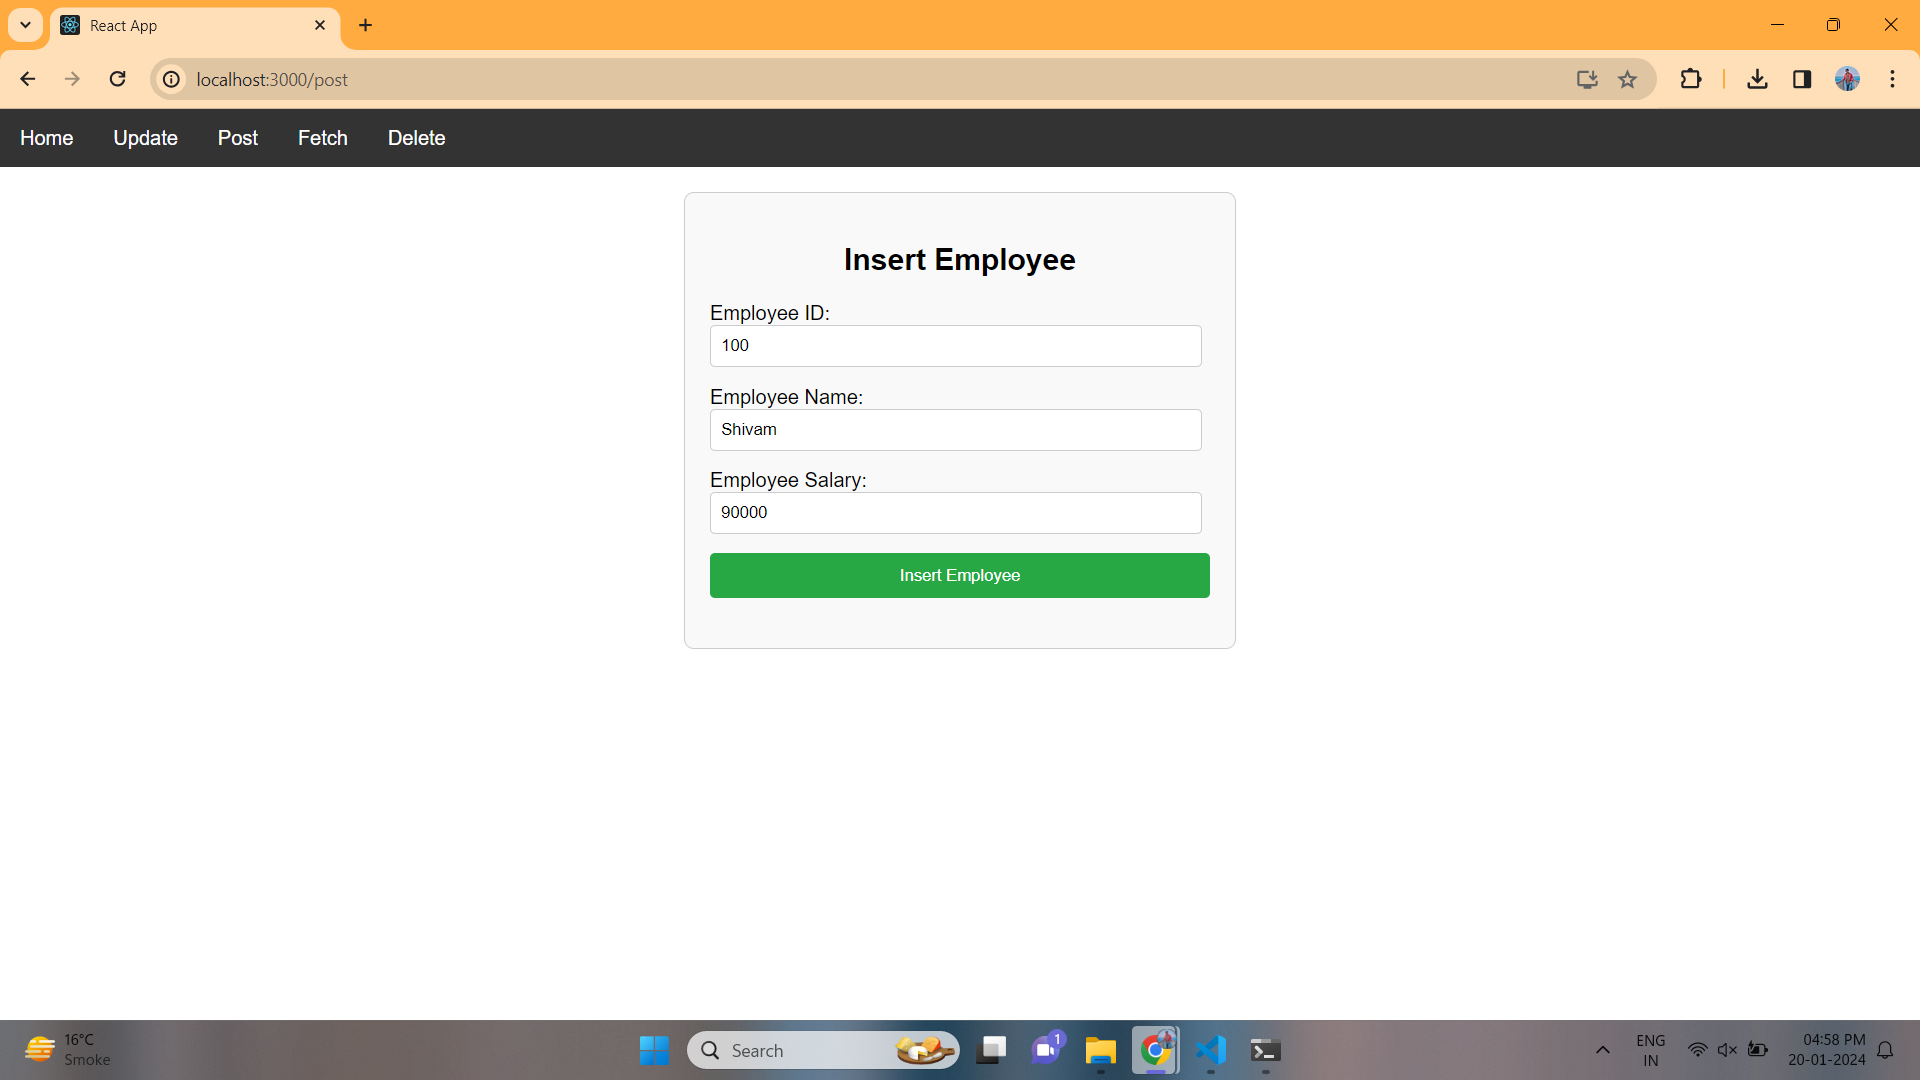 React App
localhost:3000/post
Home Update Post Fetch Delete
Insert Employee
Employee ID:
100
Employee Name:
Shivam
Employee Salary:
90000
Insert Employee
16°C
Smoke
Search
1
ENG
IN
04:58 PM
20-01-2024